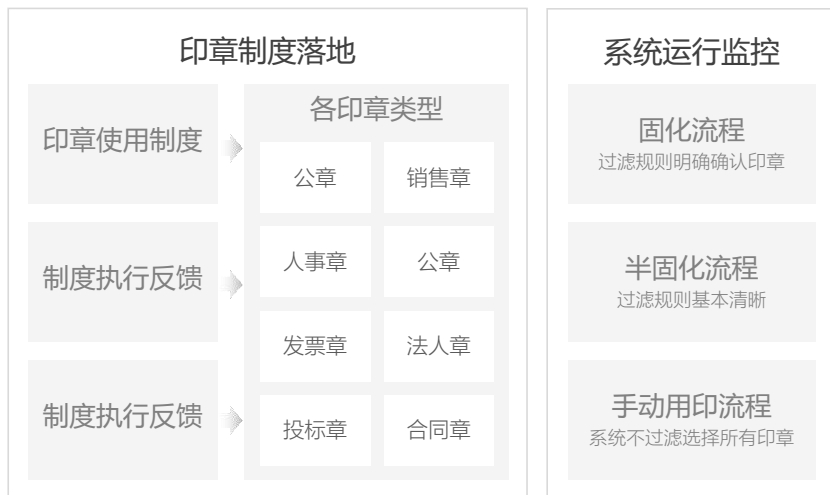 印章制度落地
印章使用制度
制度执行反馈
制度执行反馈
各印章类型
公章
销售章
人事章
公章
发票章
法人章
投标章
合同章
系统运行监控
固化流程
过滤规则明确确认印章
半固化流程
过滤规则基本清晰
手动用印流程
系统不过滤选择所有印章